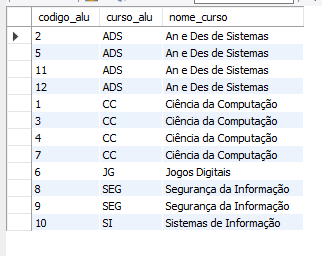 codigo_alu curso_alu nome_curso
2 ADS An e Des de Sistemas
5 ADS An e Des de Sistemas
11 ADS An e Des de Sistemas
12 ADS An e Des de Sistemas
1 CC Ciência da Computação
3 CC Ciência da Computação
4 CC Ciência da Computação
7 CC Ciência da Computação
6 JG Jogos Digitais
8 SEG Segurança da Informação
9 SEG Segurança da Informação
10 SI Sistemas de Informação